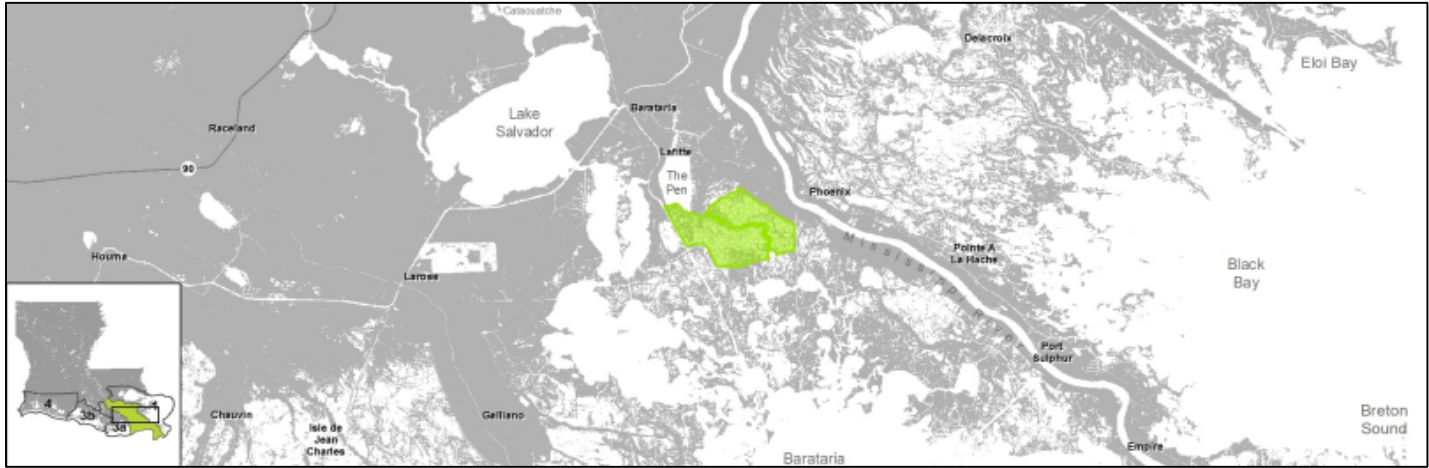 Cataouatche
Delacroix
Eloi Bay
Lake
Salvador
Barataria
Raceland
Lafitte
90
The
Pen
Phoenix
Mississippi River
Pointe A
La Hache
Houma
Larose
Black
Bay
Port
Sulphur
4
3b
3a
1
Chauvin
Isle de
Jean
Charles
Galliano
Breton
Sound
Empire
Barataria